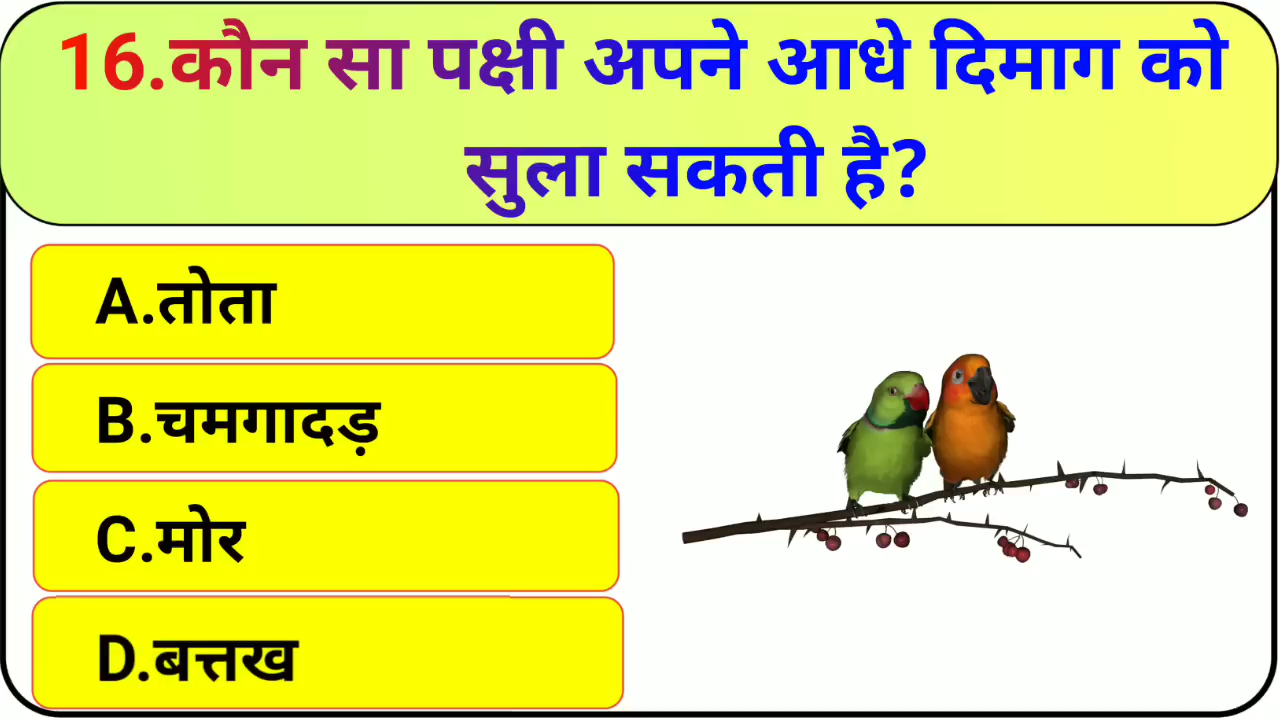 16.कौन सा पक्षी अपने आधे दिमाग को
सुला सकती है?
A.तोता
B.चमगादड़
C.मोर
D.बत्तख